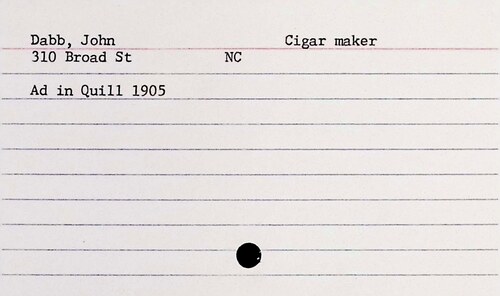 Dabb, John Cigar maker
310 Broad St NC
Ad in Quill 1905